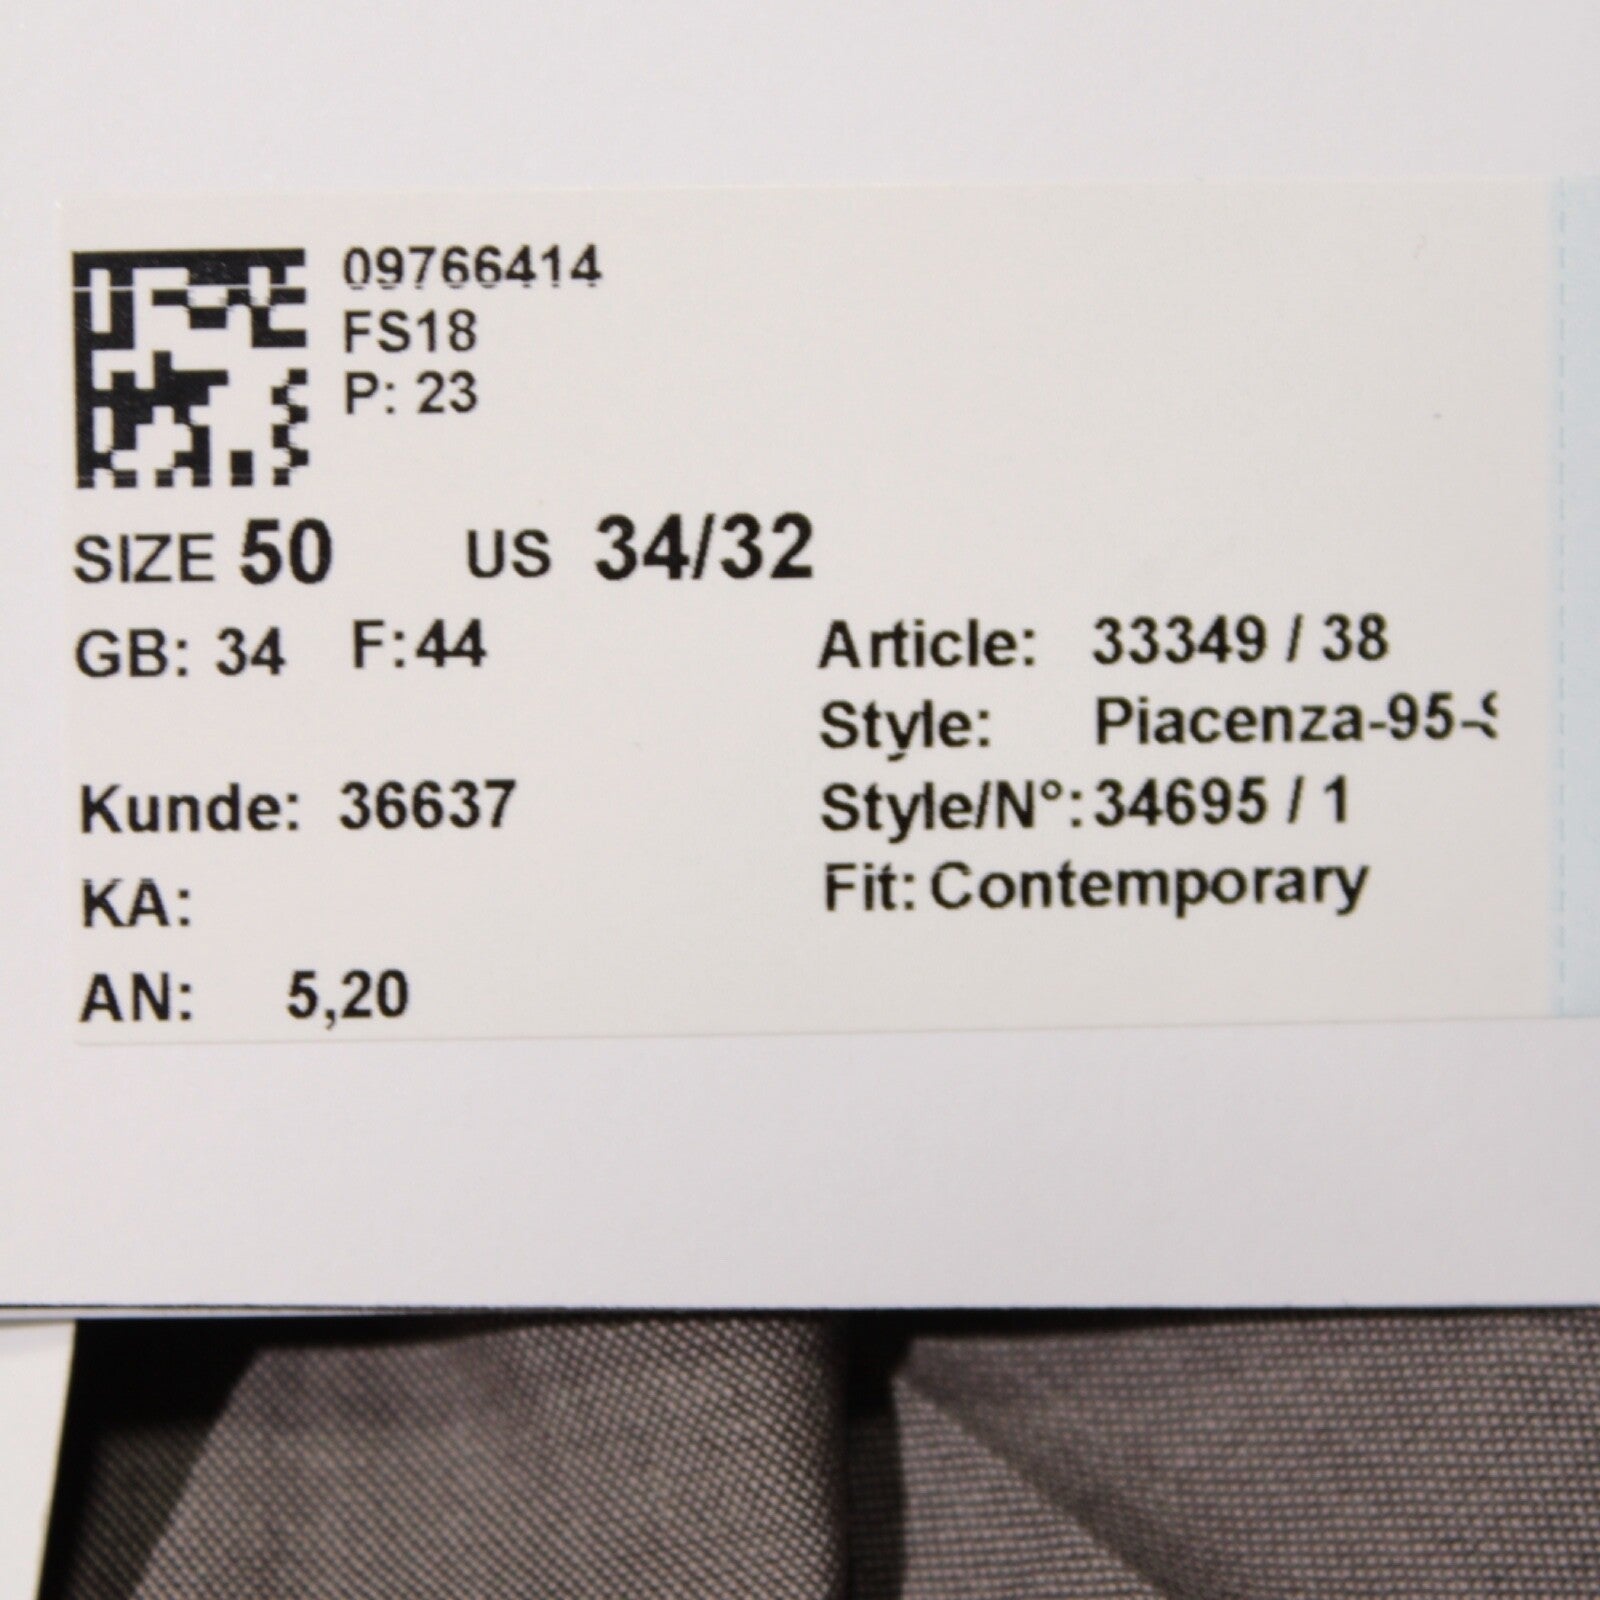 09766414
FS18
P: 23
SIZE 50 US 34/32
GB: 34 F: 44
Article: 33349 / 38
Style: Piacenza-95-
Style/N°: 34695 / 1
Fit: Contemporary
Kunde: 36637
KA:
AN: 5,20